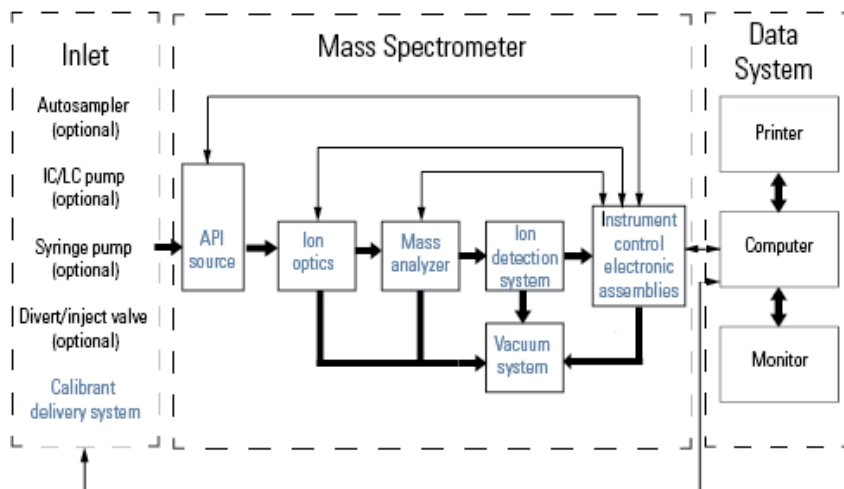 Inlet
Autosampler
(optional)
IC/LC pump
(optional)
Syringe pump
(optional)
Divert/inject valve
(optional)
Calibrant
delivery system
Mass Spectrometer
API
source
Ion
optics
Mass
analyzer
Ion
detection
system
Instrument
control
electronic
assemblies
Vacuum
system
Data
System
Printer
Computer
Monitor